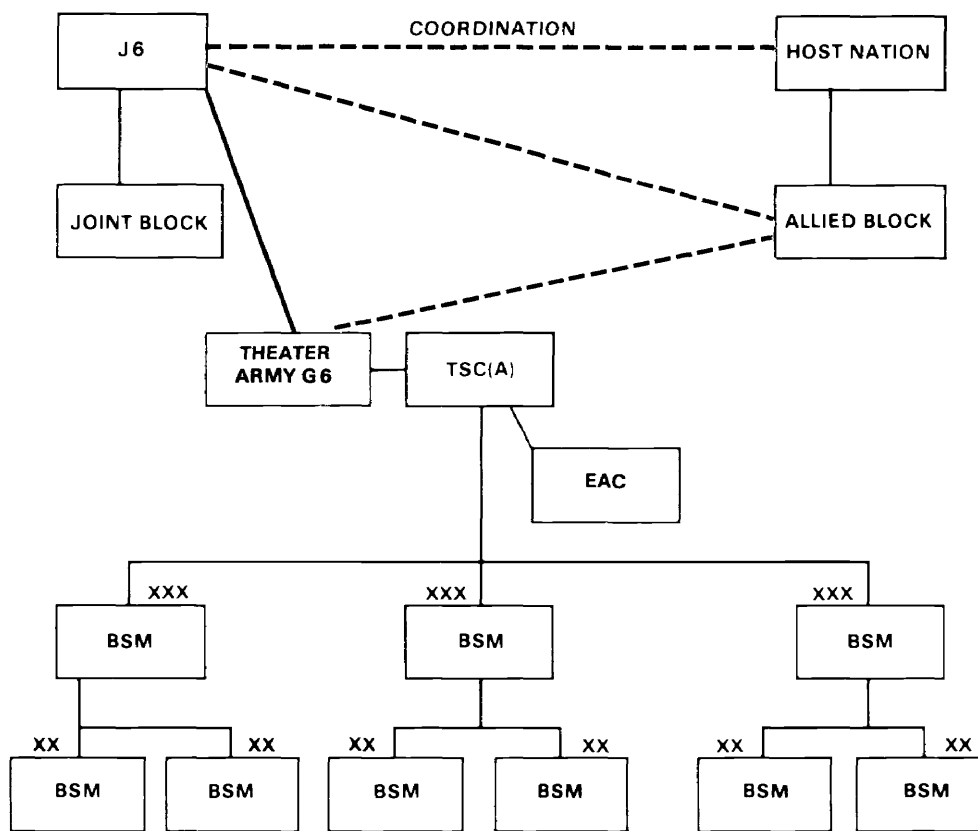 COORDINATION
J6
HOST NATION
JOINT BLOCK
ALLIED BLOCK
THEATER
ARMY G6
TSC(A)
EAC
XXX
XXX
XXX
BSM
BSM
BSM
XX
XX
XX
XX
XX
XX
BSM
BSM
BSM
BSM
BSM
BSM